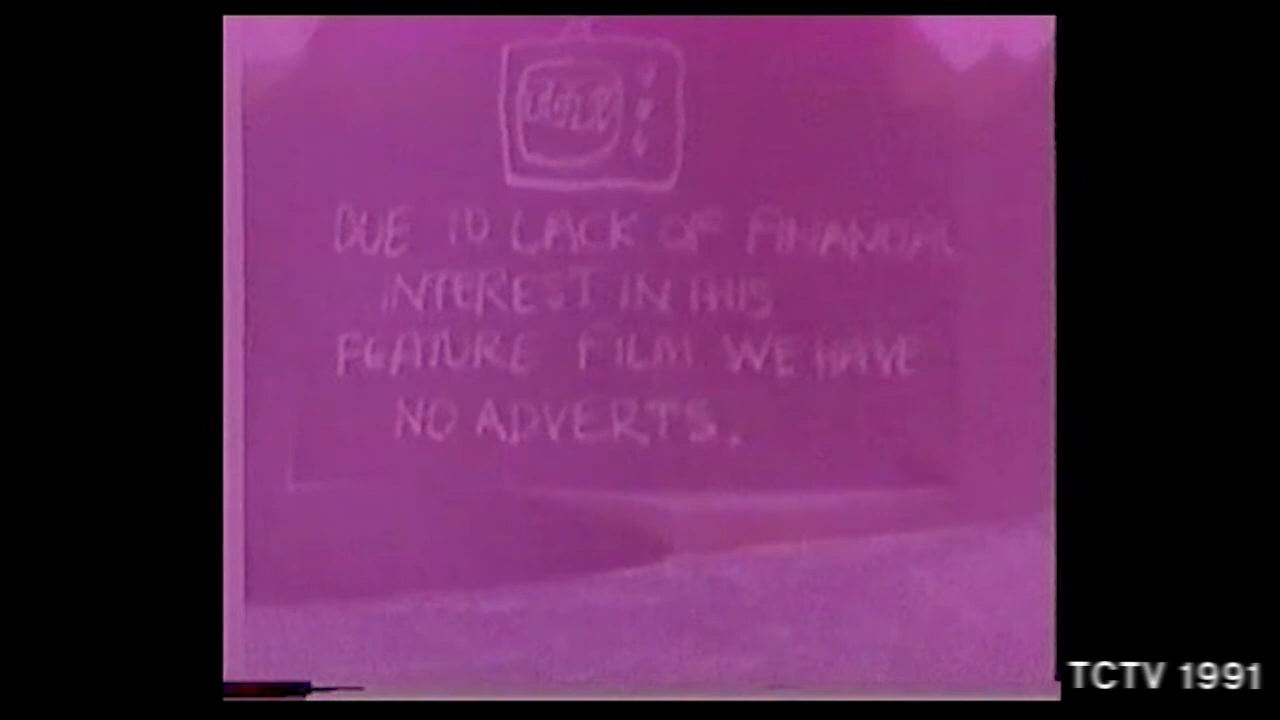 DUE TO LACK OF FINANCIAL
INTEREST IN THIS
FEATURE FILM WE HAVE
NO ADVERTS.
TCTV 1991